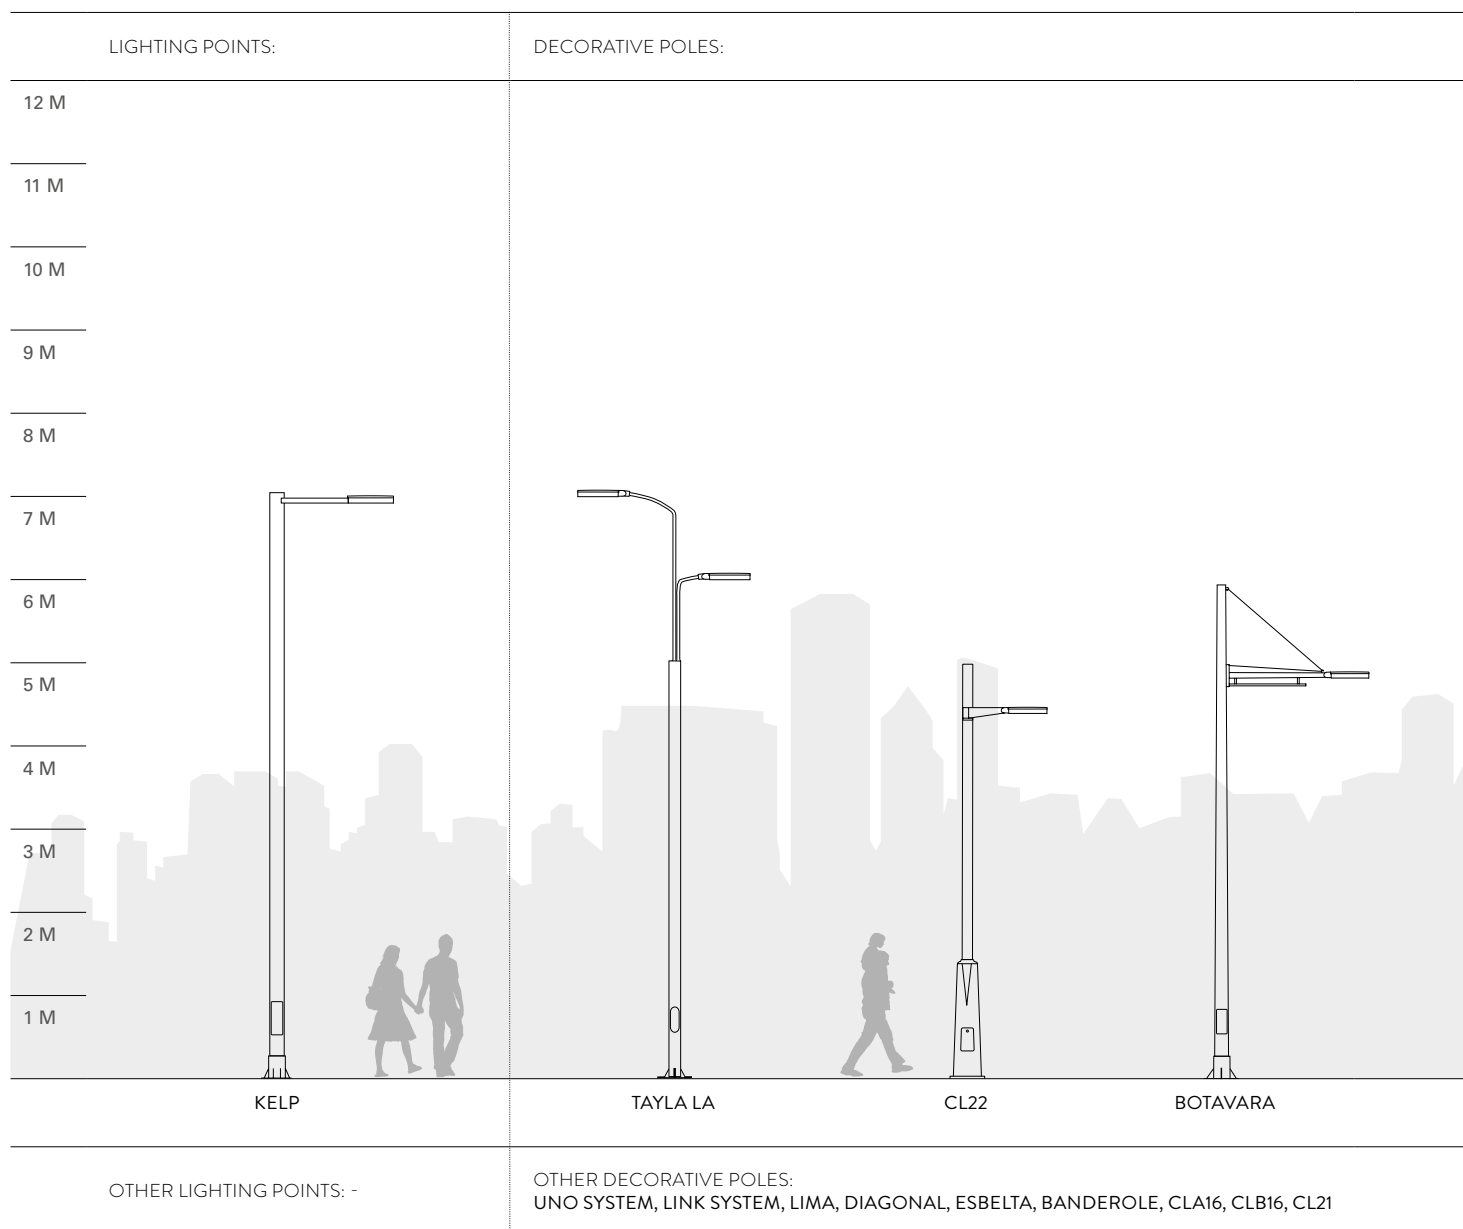 LIGHTING POINTS:
DECORATIVE POLES:
12 M
11 M
10 M
9 M
8 M
7 M
6 M
5 M
4 M
3 M
2 M
1 M
KELP
TAYLA LA
CL22
BOTAVARA
OTHER LIGHTING POINTS: -
OTHER DECORATIVE POLES:
UNO SYSTEM, LINK SYSTEM, LIMA, DIAGONAL, ESBELTA, BANDEROLE, CLA16, CLB16, CL21